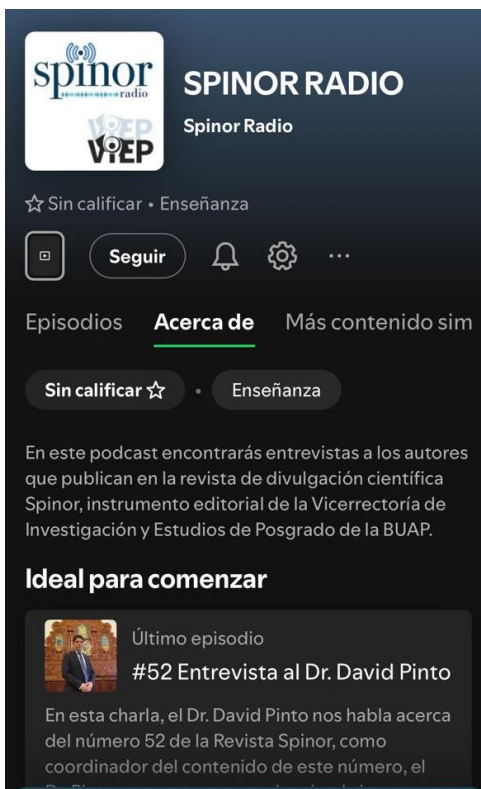 spinor
radio
VIEP
VIEP
SPINOR RADIO
Spinor Radio
Sin calificar • Enseñanza
Seguir
Episodios Acerca de Más contenido sim
Sin calificar • Enseñanza
En este podcast encontrarás entrevistas a los autores
que publican en la revista de divulgación científica
Spinor, instrumento editorial de la Vicerrectoría de
Investigación y Estudios de Posgrado de la BUAP.
Ideal para comenzar
Último episodio
#52 Entrevista al Dr. David Pinto
En esta charla, el Dr. David Pinto nos habla acerca
del número 52 de la Revista Spinor, como
coordinador del contenido de este número, el